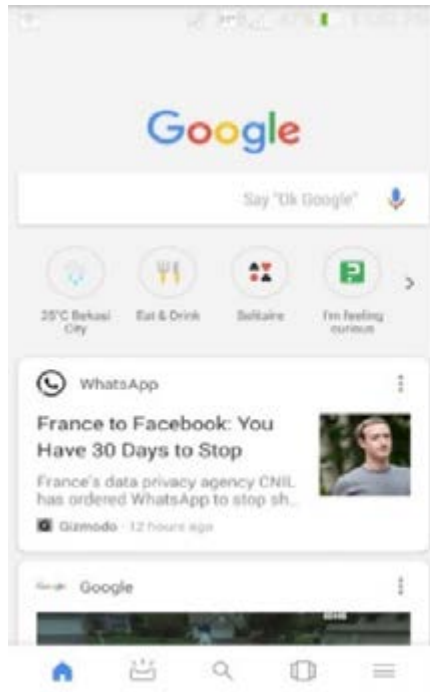 47%
Google
Say "Ok Google"
25°C Bekasi City
Eat & Drink
Solitaire
I'm feeling curious
WhatsApp
France to Facebook: You
Have 30 Days to Stop
France's data privacy agency CNIL
has ordered WhatsApp to stop sh...
Gizmodo · 12 hours ago
Google